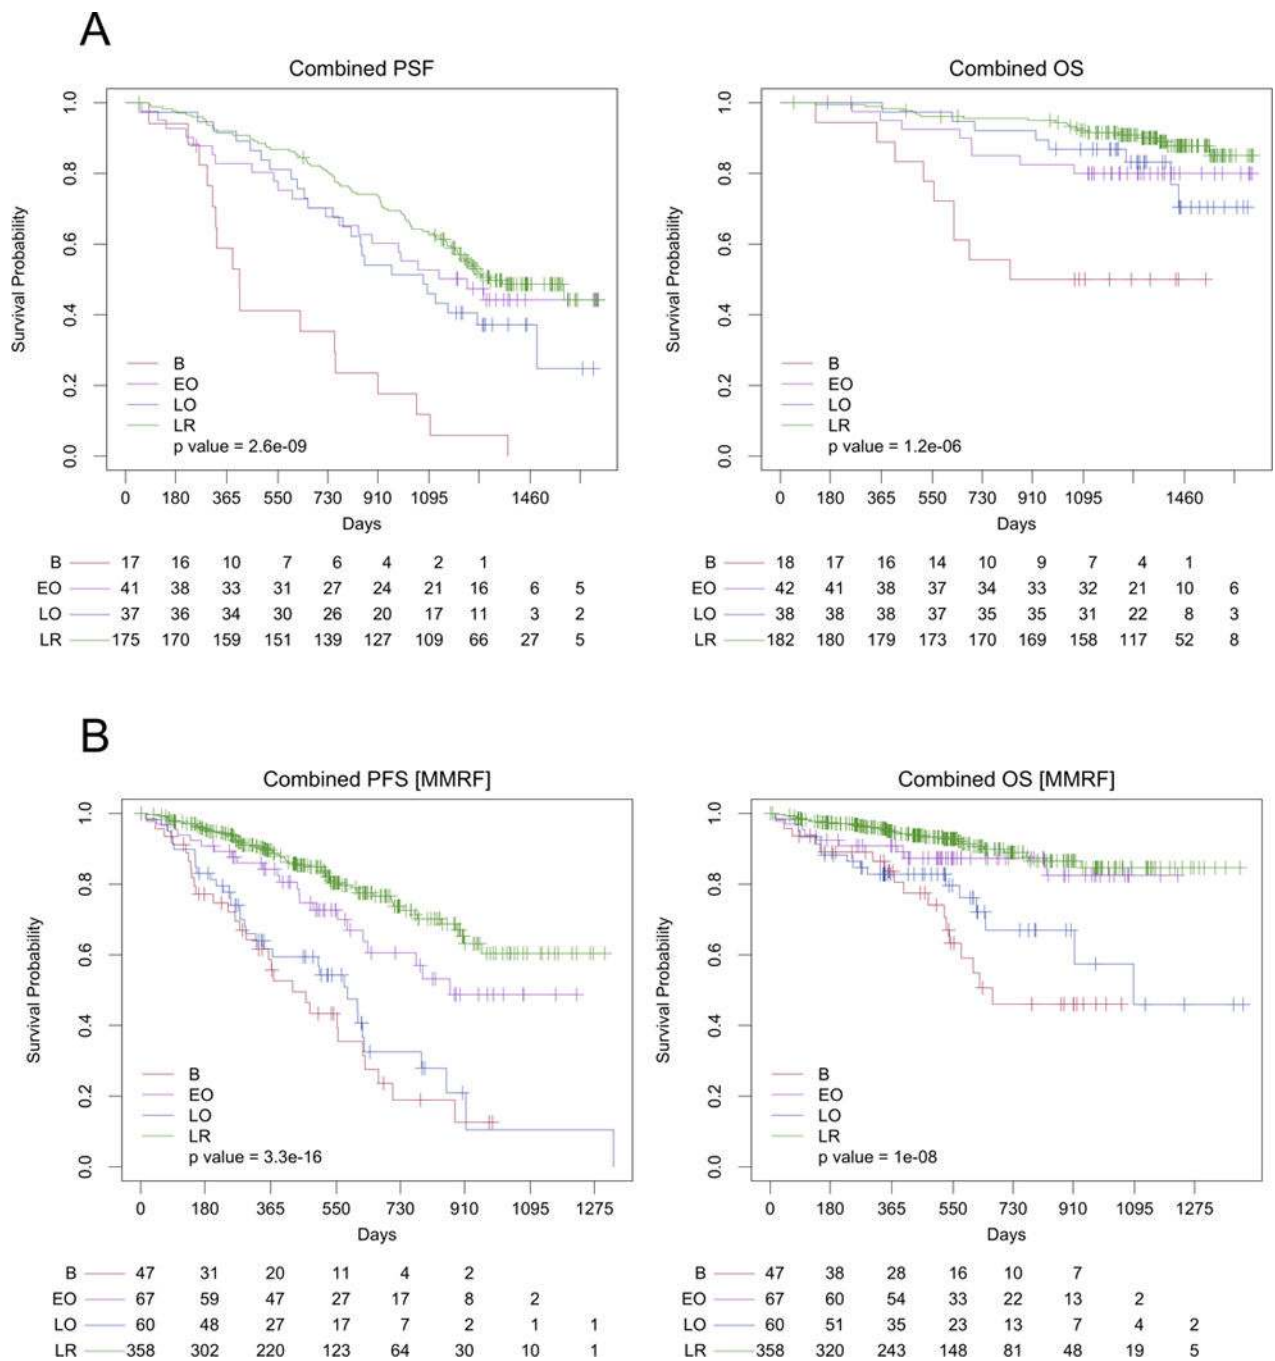 A
Combined PSF
Combined OS
Survival Probability
1.0
0.8
0.6
0.4
0.2
0.0
B
EO
LO
LR
p value = 2.6e-09
0 180 365 550 730 910 1095 1460
Days
B 17 16 10 7 6 4 2 1
EO 41 38 33 31 27 24 21 16 6 5
LO 37 36 34 30 26 20 17 11 3 2
LR 175 170 159 151 139 127 109 66 27 5
Survival Probability
1.0
0.8
0.6
0.4
0.2
0.0
B
EO
LO
LR
p value = 1.2e-06
0 180 365 550 730 910 1095 1460
Days
B 18 17 16 14 10 9 7 4 1
EO 42 41 38 37 34 33 32 21 10 6
LO 38 38 38 37 35 35 31 22 8 3
LR 182 180 179 173 170 169 158 117 52 8
B
Combined PFS [MMRF]
Combined OS [MMRF]
Survival Probability
1.0
0.8
0.6
0.4
0.2
0.0
B
EO
LO
LR
p value = 3.3e-16
0 180 365 550 730 910 1095 1275
Days
B 47 31 20 11 4 2
EO 67 59 47 27 17 8 2
LO 60 48 27 17 7 2 1 1
LR 358 302 220 123 64 30 10 1
Survival Probability
1.0
0.8
0.6
0.4
0.2
0.0
B
EO
LO
LR
p value = 1e-08
0 180 365 550 730 910 1095 1275
Days
B 47 38 28 16 10 7
EO 67 60 54 33 22 13 2
LO 60 51 35 23 13 7 4 2
LR 358 320 243 148 81 48 19 5